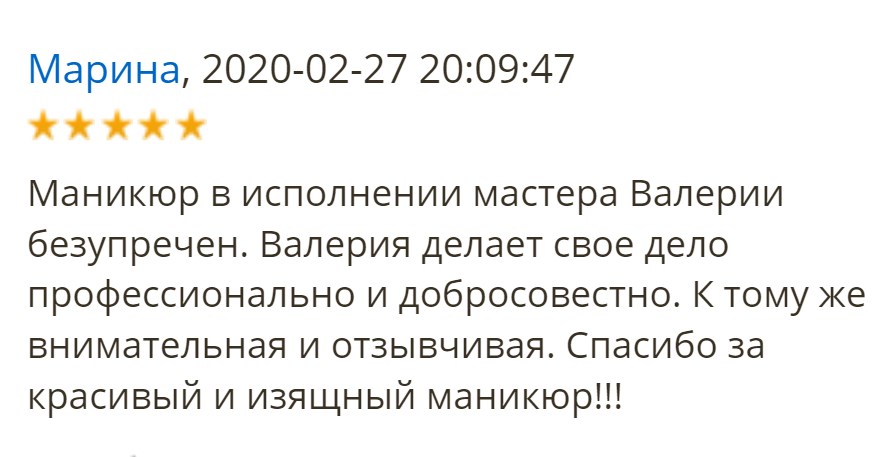 Марина, 2020-02-27 20:09:47
Маникюр в исполнении мастера Валерии
безупречен. Валерия делает свое дело
профессионально и добросовестно. К тому же
внимательная и отзывчивая. Спасибо за
красивый и изящный маникюр!!!